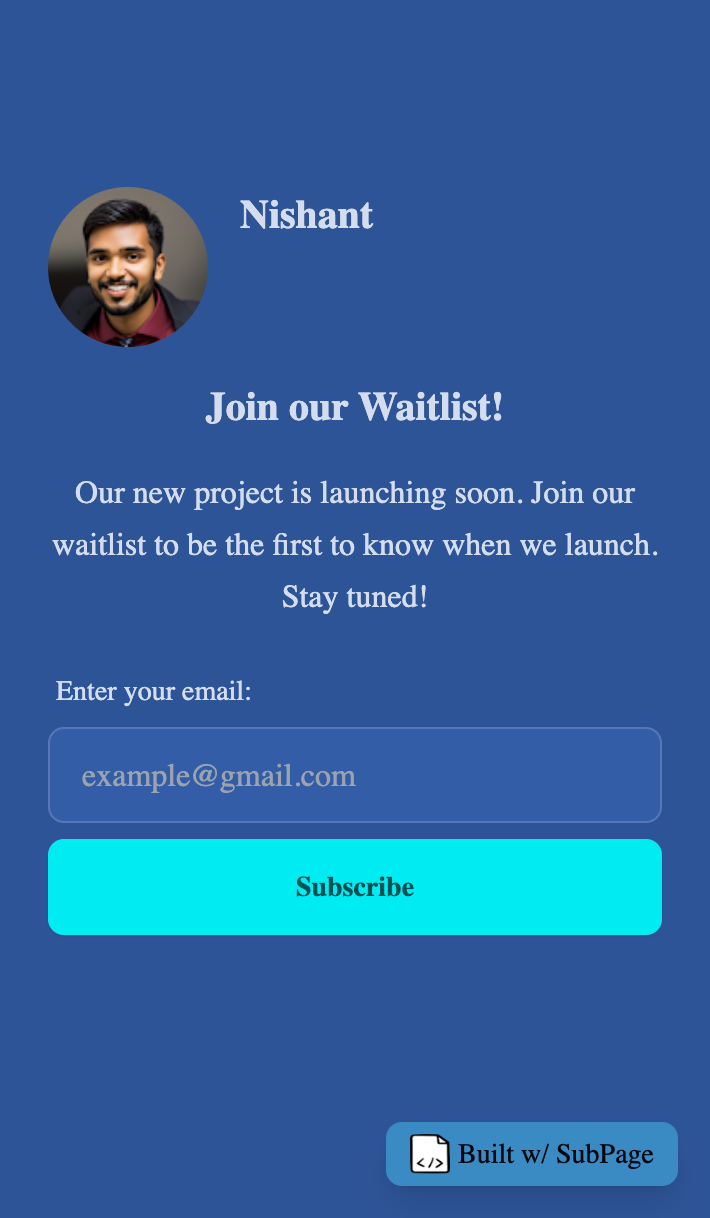 Nishant
Join our Waitlist!
Our new project is launching soon. Join our
waitlist to be the first to know when we launch.
Stay tuned!
Enter your email:
example@gmail.com
Subscribe
</> Built w/ SubPage